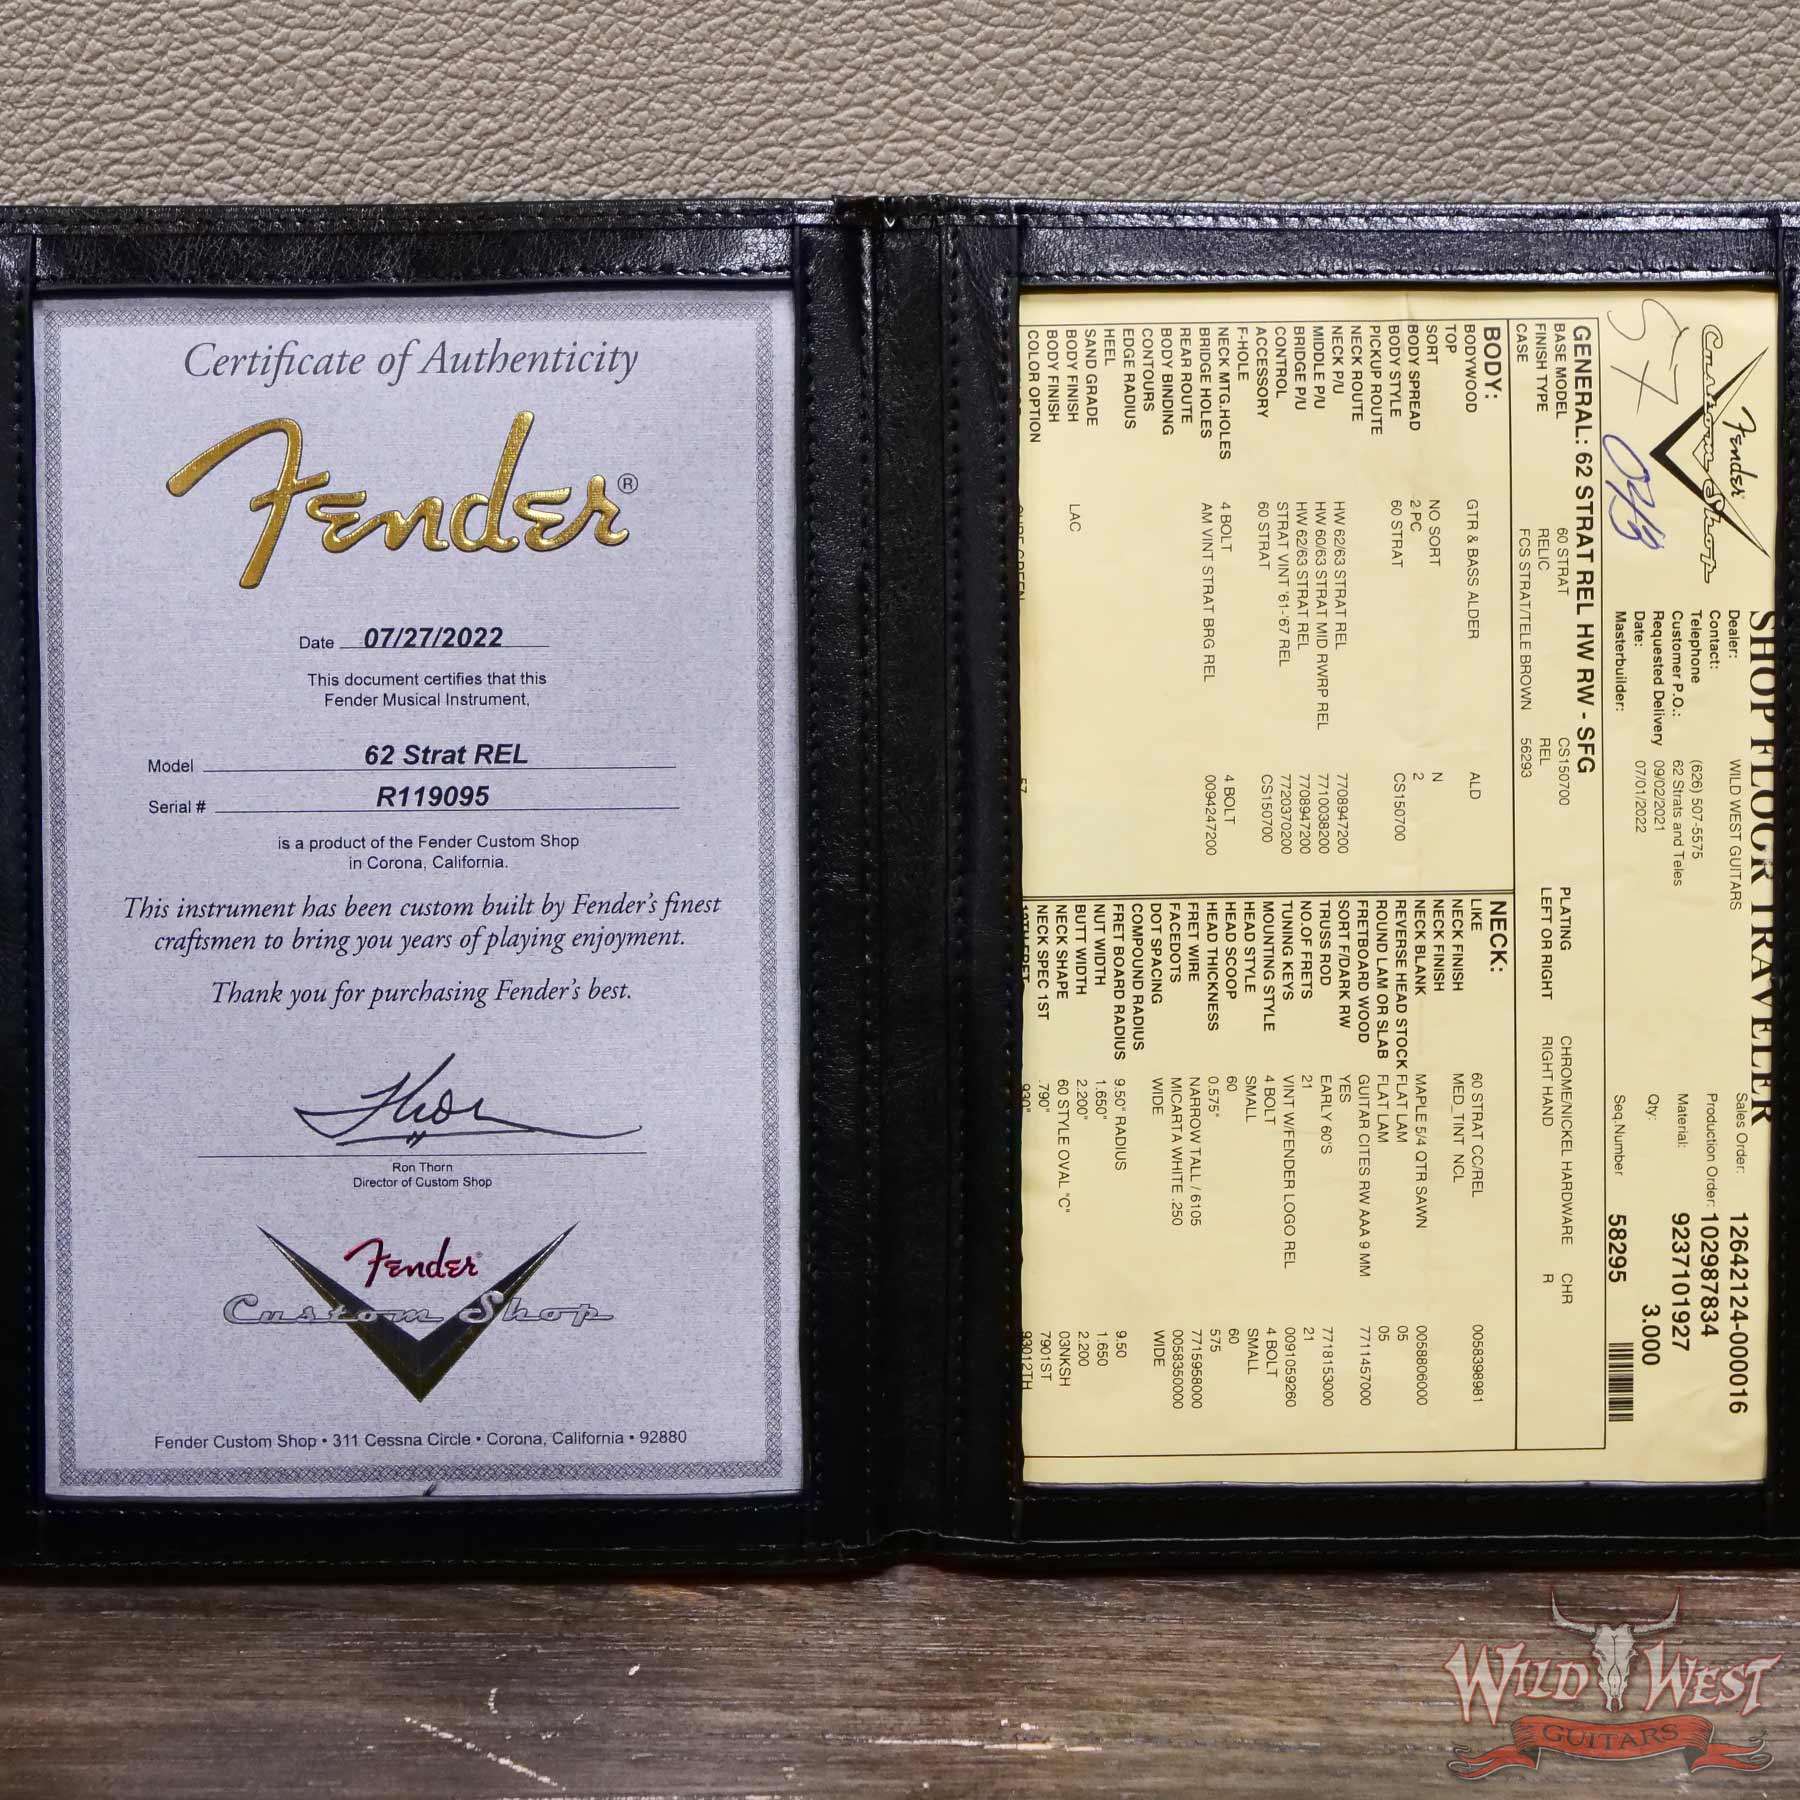 Certificate of Authenticity
Fender®
Date 07/27/2022
This document certifies that this
Fender Musical Instrument,
Model 62 Strat REL
Serial # R119095
is a product of the Fender Custom Shop
in Corona, California.
This instrument has been custom built by Fender's finest
craftsmen to bring you years of playing enjoyment.
Thank you for purchasing Fender's best.
Ron Thorn
Director of Custom Shop
Fender®
Custom Shop
Fender Custom Shop • 311 Cessna Circle • Corona, California • 92880
Fender
Custom Shop
SHOP FLOOR TRAVELER
Dealer: WILD WEST GUITARS Sales Order: 12642124-000016
Contact: Production Order: 102987834
Telephone (626) 507-5575
Customer P.O.: 62 Strats and Teles Material: 9237101927
Requested Delivery 09/02/2021
Date: 07/01/2022 Qty: 3.000
Masterbuilder: Seq.Number 58295
GENERAL: 62 STRAT REL HW RW - SFG
BASE MODEL 60 STRAT CS150700 PLATING CHROME/NICKEL HARDWARE CHR
FINISH TYPE RELIC REL LEFT OR RIGHT RIGHT HAND R
CASE FCS STRAT/TELE BROWN 56293
BODY:
BODYWOOD GTR & BASS ALDER ALD
TOP
SORT NO SORT N
BODY SPREAD 2 PC 2
BODY STYLE 60 STRAT CS150700
PICKUP ROUTE
NECK ROUTE
NECK P/U HW 62/63 STRAT REL 7708947200
MIDDLE P/U HW 60/63 STRAT MID RWRP REL 7710038200
BRIDGE P/U HW 62/63 STRAT REL 7708947200
CONTROL STRAT VINT '61-'67 REL 7720370200
ACCESSORY 60 STRAT CS150700
F-HOLE
NECK MTG.HOLES 4 BOLT 4 BOLT
BRIDGE HOLES AM VINT STRAT BRG REL 0094247200
REAR ROUTE
BODY BINDING
CONTOURS
EDGE RADIUS
HEEL
SAND GRADE
BODY FINISH LAC
BODY FINISH
COLOR OPTION
NECK:
LIKE 60 STRAT CC/REL 0058398981
NECK FINISH MED_TINT NCL
NECK FINISH
NECK BLANK MAPLE 5/4 QTR SAWN 0058806000
REVERSE HEAD STOCK FLAT LAM 05
ROUND LAM OR SLAB FLAT LAM 05
FRETBOARD WOOD GUITAR CITES RW AAA 9 MM 7711457000
SORT F/DARK RW YES
TRUSS ROD EARLY 60'S 7718153000
NO.OF FRETS 21 21
TUNING KEYS VINT W/FENDER LOGO REL 0091059260
MOUNTING STYLE 4 BOLT 4 BOLT
HEAD STYLE SMALL SMALL
HEAD SCOOP 60 60
HEAD THICKNESS 0.575" 575
FRET WIRE NARROW TALL / 6105 7715958000
FACEDOTS MICARTA WHITE .250 0058350000
DOT SPACING WIDE WIDE
COMPOUND RADIUS
FRET BOARD RADIUS 9.50" RADIUS 9.50
NUT WIDTH 1.650" 1.650
BUTT WIDTH 2.200" 2.200
NECK SHAPE 60 STYLE OVAL "C" 03NKSH
NECK SPEC 1ST .790" 7901ST
12TH FRET .930" 93012TH
WILD WEST
GUITARS